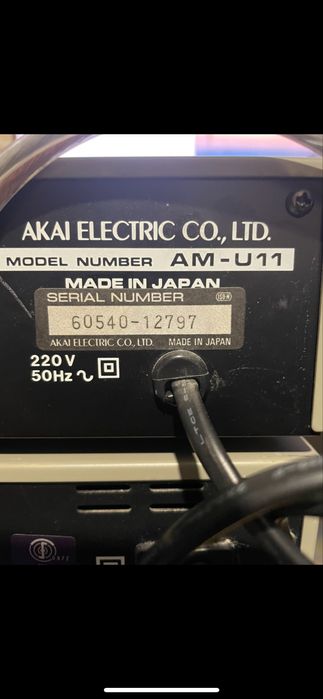 AKAI ELECTRIC CO., LTD.
MODEL NUMBER AM-U11
MADE IN JAPAN
SERIAL NUMBER
60540-12797
AKAI ELECTRIC CO., LTD. MADE IN JAPAN
220V
50Hz